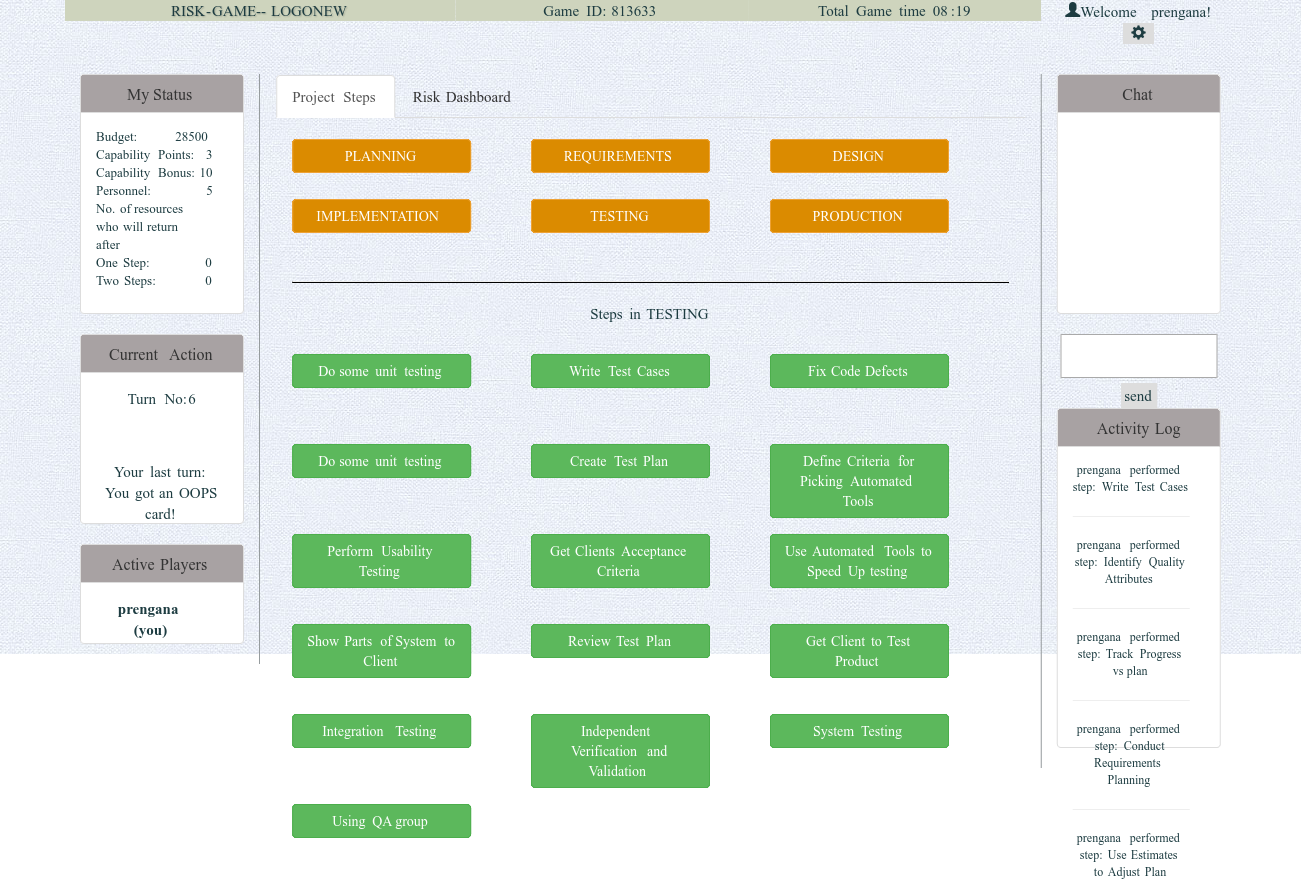 RISK-GAME-- LOGONEW Game ID: 813633 Total Game time 08:19
Welcome prengana!
My Status
Budget: 28500
Capability Points: 3
Capability Bonus: 10
Personnel: 5
No. of resources
who will return
after
One Step: 0
Two Steps: 0
Current Action
Turn No:6
Your last turn:
You got an OOPS
card!
Active Players
prengana
(you)
Project Steps Risk Dashboard
PLANNING REQUIREMENTS DESIGN
IMPLEMENTATION TESTING PRODUCTION
Steps in TESTING
Do some unit testing
Write Test Cases
Fix Code Defects
Do some unit testing
Create Test Plan
Define Criteria for
Picking Automated
Tools
Perform Usability
Testing
Get Clients Acceptance
Criteria
Use Automated Tools to
Speed Up testing
Show Parts of System to
Client
Review Test Plan
Get Client to Test
Product
Integration Testing
Independent
Verification and
Validation
System Testing
Using QA group
Chat
send
Activity Log
prengana performed
step: Write Test Cases
prengana performed
step: Identify Quality
Attributes
prengana performed
step: Track Progress
vs plan
prengana performed
step: Conduct
Requirements
Planning
prengana performed
step: Use Estimates
to Adjust Plan